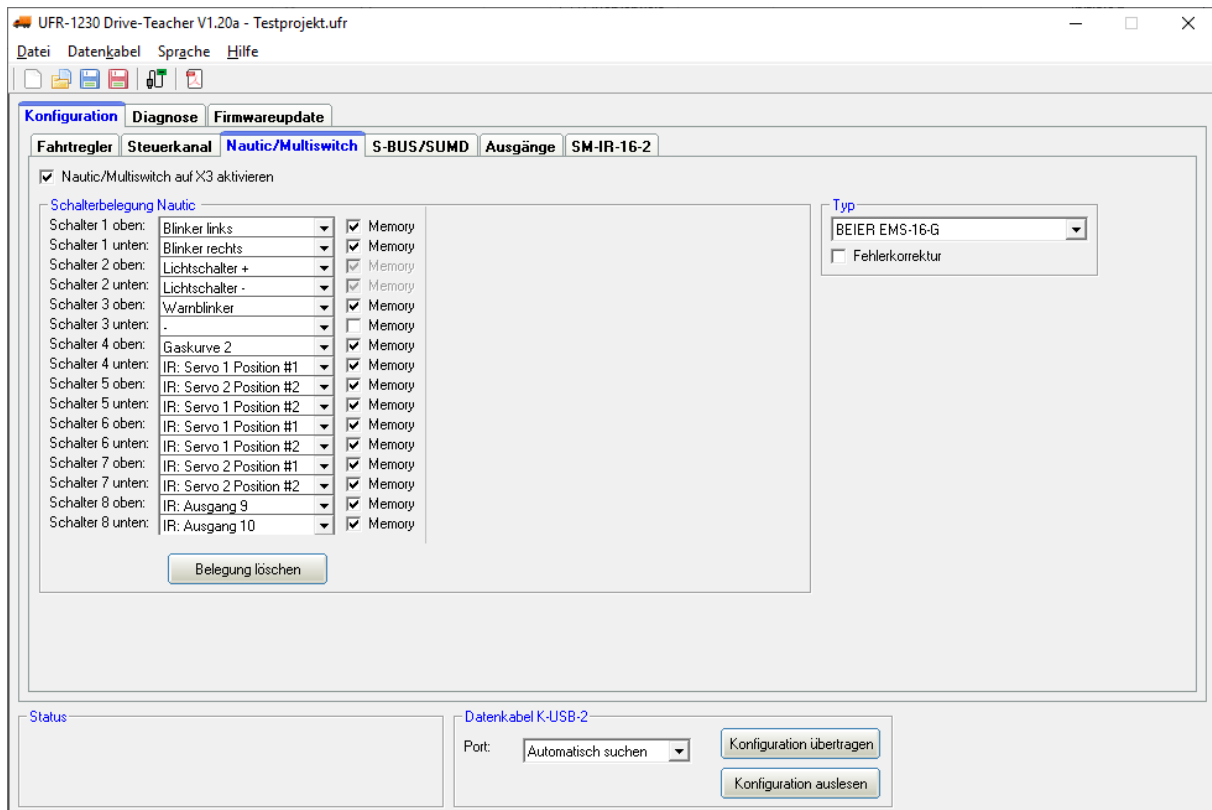 UFR-1230 Drive-Teacher V1.20a - Testprojekt.ufr
Datei Datenkabel Sprache Hilfe
Konfiguration Diagnose Firmwareupdate
Fahrtregler Steuerkanal Nautic/Multiswitch S-BUS/SUMD Ausgänge SM-IR-16-2
Nautic/Multiswitch auf X3 aktivieren
Schalterbelegung Nautic
Schalter 1 oben: Blinker links Memory
Schalter 1 unten: Blinker rechts Memory
Schalter 2 oben: Lichtschalter + Memory
Schalter 2 unten: Lichtschalter - Memory
Schalter 3 oben: Warnblinker Memory
Schalter 3 unten: - Memory
Schalter 4 oben: Gaskurve 2 Memory
Schalter 4 unten: IR: Servo 1 Position #1 Memory
Schalter 5 oben: IR: Servo 2 Position #2 Memory
Schalter 5 unten: IR: Servo 1 Position #2 Memory
Schalter 6 oben: IR: Servo 1 Position #1 Memory
Schalter 6 unten: IR: Servo 1 Position #2 Memory
Schalter 7 oben: IR: Servo 2 Position #1 Memory
Schalter 7 unten: IR: Servo 2 Position #2 Memory
Schalter 8 oben: IR: Ausgang 9 Memory
Schalter 8 unten: IR: Ausgang 10 Memory
Belegung löschen
Typ
BEIER EMS-16-G
Fehlerkorrektur
Status
Datenkabel K-USB-2
Port: Automatisch suchen
Konfiguration übertragen
Konfiguration auslesen